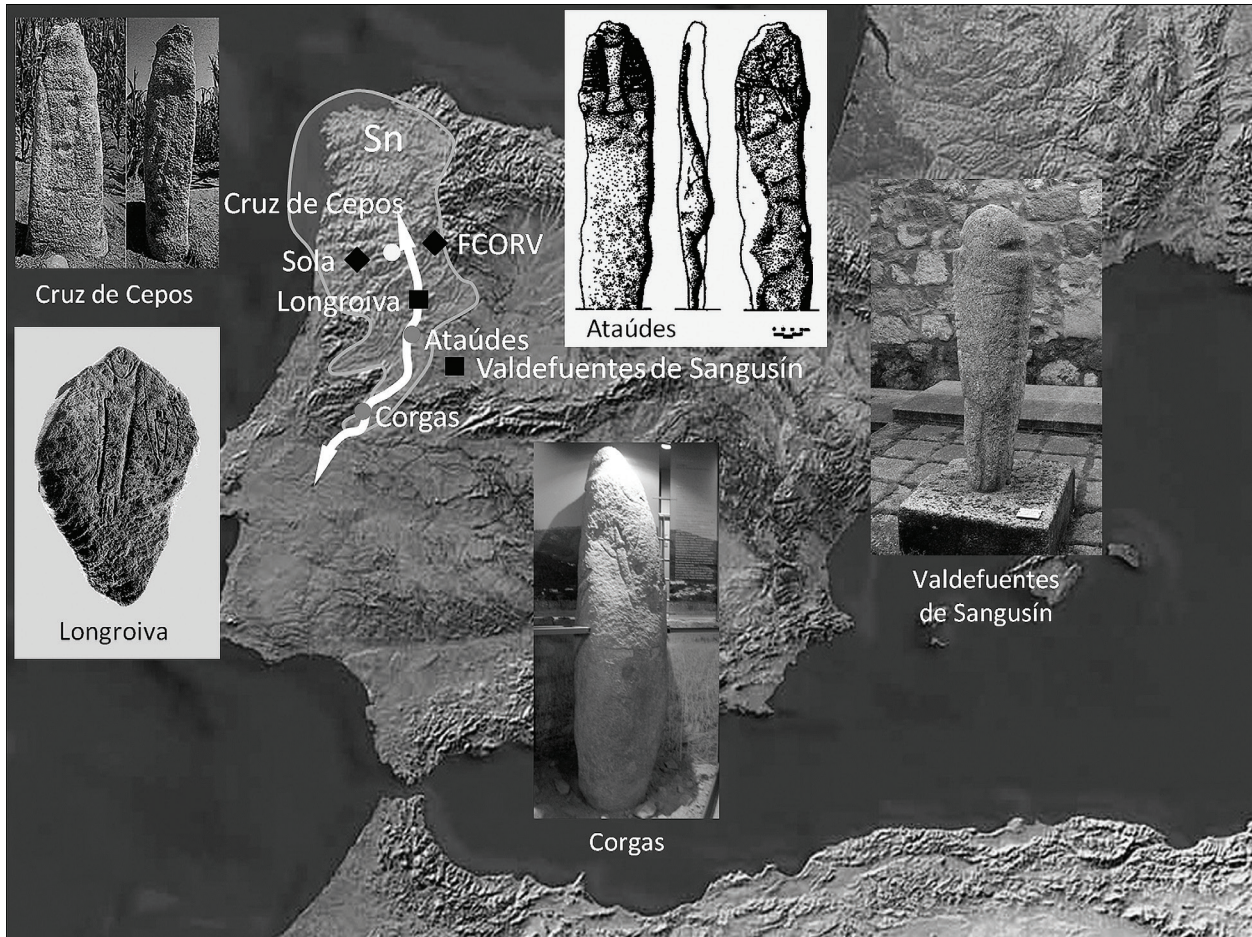 Cruz de Cepos
Longroiva
Sn
Cruz de Cepos
Sola
FCORV
Longroiva
Ataúdes
Valdefuentes de Sangusín
Corgas
Ataúdes
Corgas
Valdefuentes
de Sangusín